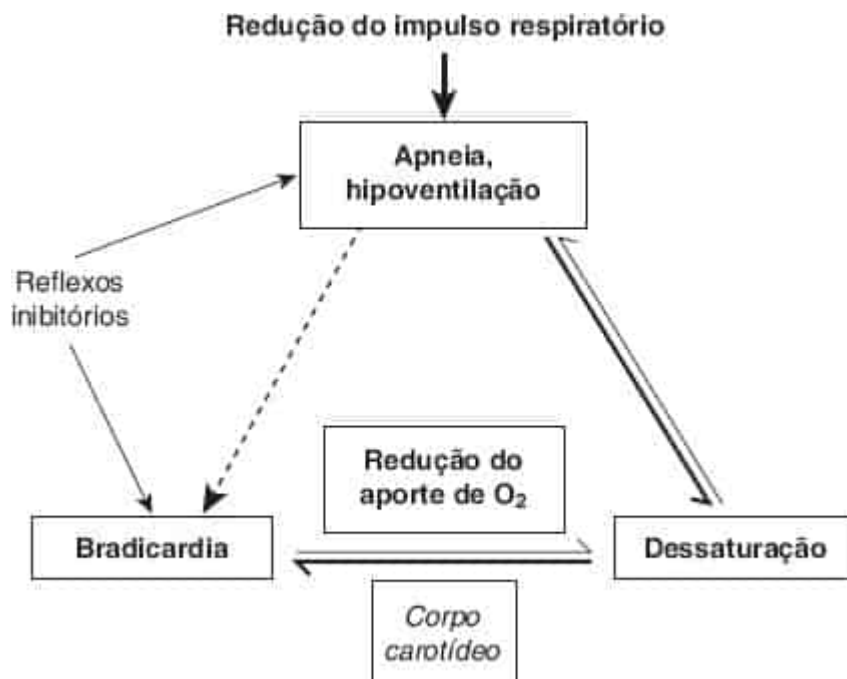 Redução do impulso respiratório
Apneia,
hipoventilação
Reflexos
inibitórios
Redução do
aporte de O₂
Bradicardia
Dessaturação
Corpo
carotídeo